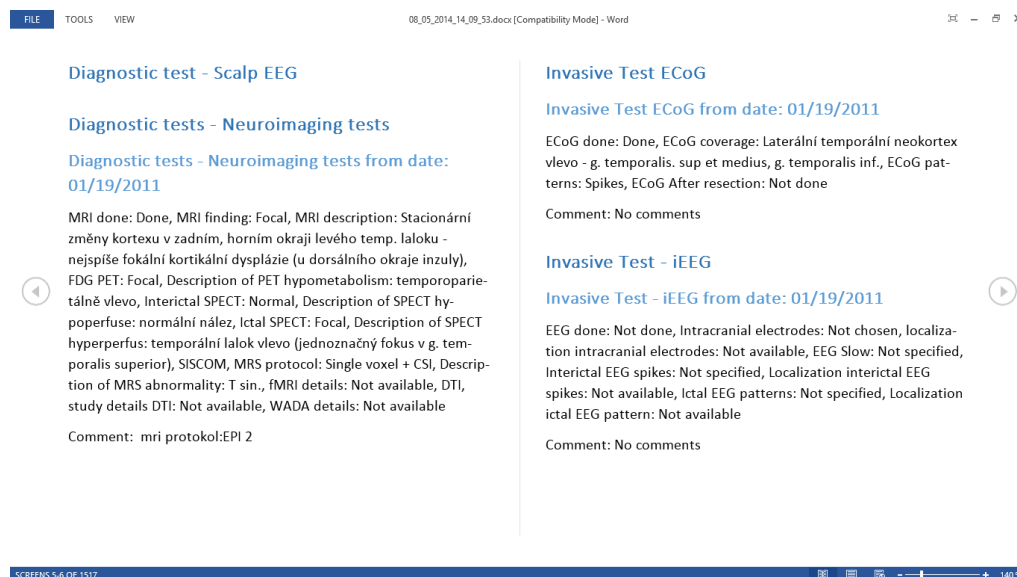 FILE TOOLS VIEW 08_05_2014_14_09_53.docx [Compatibility Mode] - Word
Diagnostic test - Scalp EEG
Diagnostic tests - Neuroimaging tests
Diagnostic tests - Neuroimaging tests from date:
01/19/2011
MRI done: Done, MRI finding: Focal, MRI description: Stacionární
změny kortexu v zadním, horním okraji levého temp. laloku -
nejspíše fokální kortikální dysplázie (u dorsálního okraje inzuly),
FDG PET: Focal, Description of PET hypometabolism: temporoparie-
tálně vlevo, Interictal SPECT: Normal, Description of SPECT hy-
poperfuse: normální nález, Ictal SPECT: Focal, Description of SPECT
hyperperfus: temporální lalok vlevo (jednoznačný fokus v g. tem-
poralis superior), SISCOM, MRS protocol: Single voxel + CSI, Descrip-
tion of MRS abnormality: T sin., fMRI details: Not available, DTI,
study details DTI: Not available, WADA details: Not available
Comment: mri protokol:EPI 2
Invasive Test ECoG
Invasive Test ECoG from date: 01/19/2011
ECoG done: Done, ECoG coverage: Laterální temporální neokortex
vlevo - g. temporalis. sup et medius, g. temporalis inf., ECoG pat-
terns: Spikes, ECoG After resection: Not done
Comment: No comments
Invasive Test - iEEG
Invasive Test - iEEG from date: 01/19/2011
EEG done: Not done, Intracranial electrodes: Not chosen, localiza-
tion intracranial electrodes: Not available, EEG Slow: Not specified,
Interictal EEG spikes: Not specified, Localization interictal EEG
spikes: Not available, Ictal EEG patterns: Not specified, Localization
ictal EEG pattern: Not available
Comment: No comments
SCREENS 5-6 OF 1517